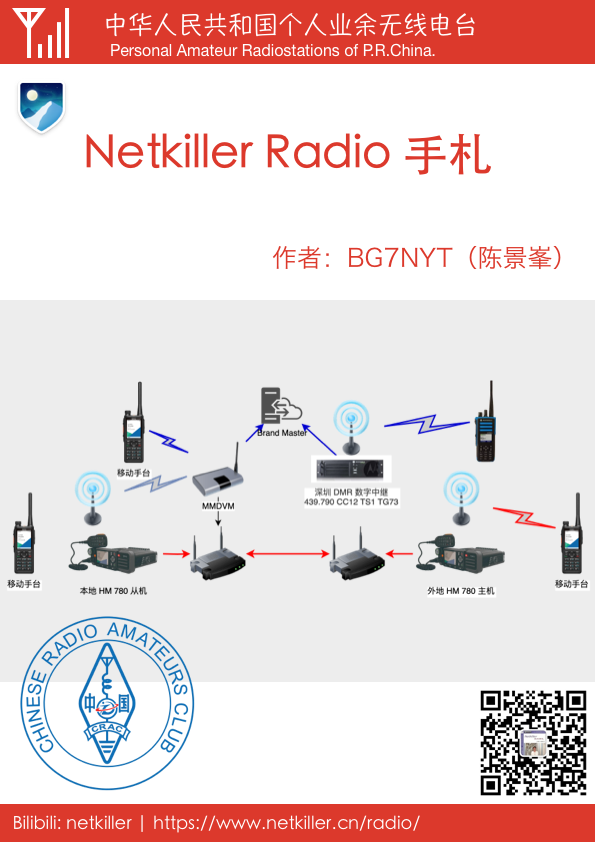 中华人民共和国个人业余无线电台
Personal Amateur Radiostations of P.R.China.
Netkiller Radio 手札
作者：BG7NYT（陈景峯）
Brand Master
移动手台
MMDVM
深圳 DMR 数字中继
439.790 CC12 TS1 TG73
移动手台
本地 HM 780 从机
外地 HM 780 主机
移动手台
CHINESE RADIO AMATEURS CLUB
中国
CRAC
Bilibili: netkiller | https://www.netkiller.cn/radio/